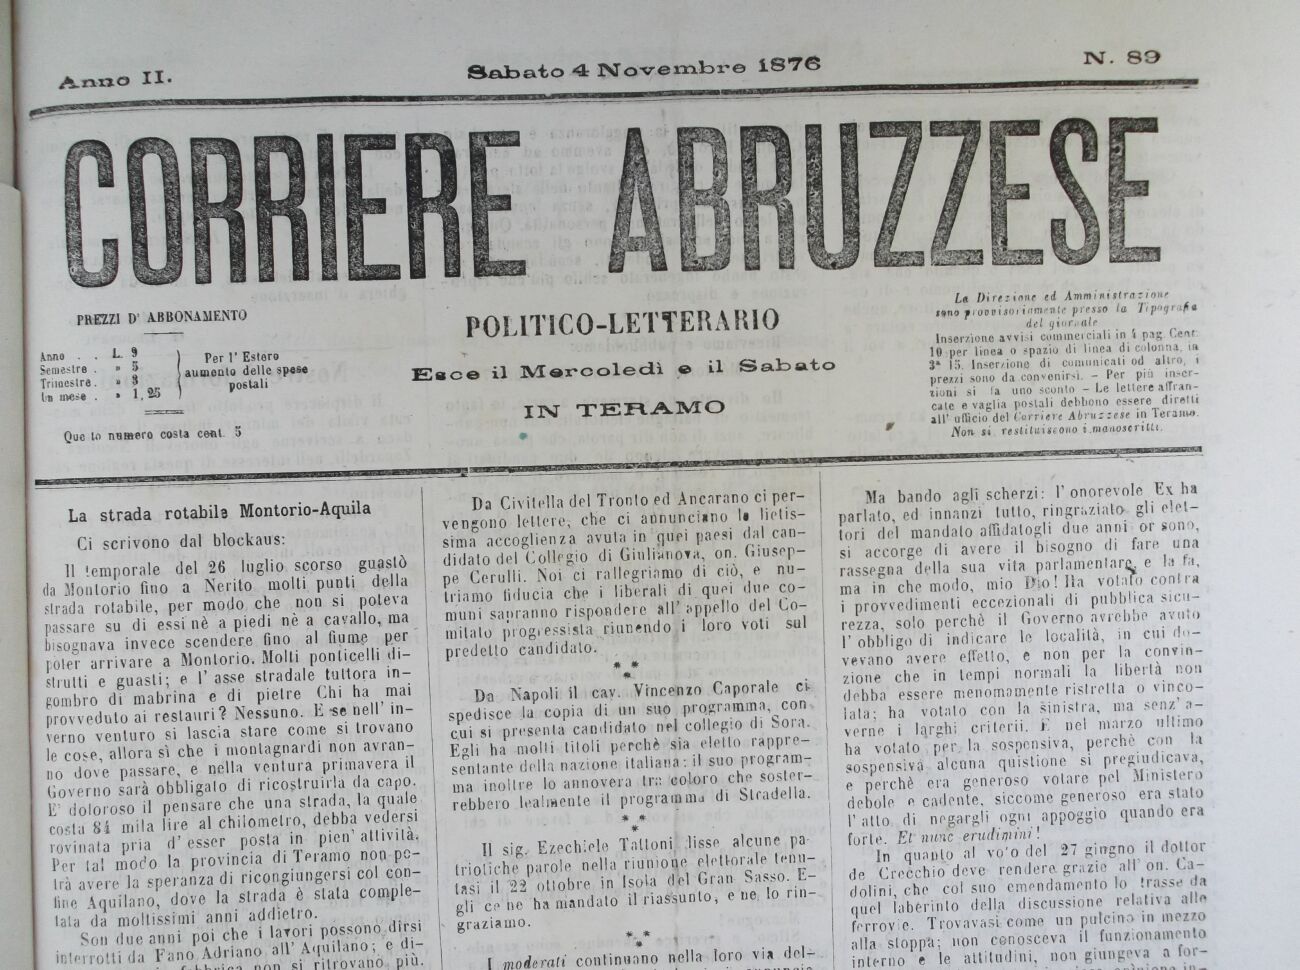 Anno II.
Sabato 4 Novembre 1876
N. 89
CORRIERE ABRUZZESE
PREZZI D' ABBONAMENTO
Anno . . L. 9
Semestre . » 5
Trimestre . » 3
Un mese . » 1,25
Per l' Estero
aumento delle spese
postali
Que to numero costa cent. 5
POLITICO-LETTERARIO
Esce il Mercoledì e il Sabato
IN TERAMO
La Direzione ed Amministrazione
sono provvisoriamente presso la Tipografia
del giornale
Inserzione avvisi commerciali in 4 pag. Cent.
10 per linea o spazio di linea di colonna, in
3ª 15. Inserzione di comunicati od altro, i
prezzi sono da convenirsi. - Per più inser-
zioni si fa uno sconto - Le lettere affran-
cate e vaglia postali debbono essere diretti
all' ufficio del Corriere Abruzzese in Teramo.
Non si restituiscono i manoscritti.
La strada rotabile Montorio-Aquila
Ci scrivono dal blockaus:
Il temporale del 26 luglio scorso guastò
da Montorio fino a Nerito molti punti della
strada rotabile, per modo che non si poteva
passare su di essi nè a piedi nè a cavallo, ma
bisognava invece scendere fino al fiume per
poter arrivare a Montorio. Molti ponticelli di-
strutti e guasti; e l' asse stradale tuttora in-
gombro di mabrina e di pietre Chi ha mai
provveduto ai restauri? Nessuno. E se nell' in-
verno venturo si lascia stare come si trovano
le cose, allora sì che i montagnardi non avran-
no dove passare, e nella ventura primavera il
Governo sarà obbligato di ricostruirla da capo.
E' doloroso il pensare che una strada, la quale
costa 84 mila lire al chilometro, debba vedersi
rovinata pria d' esser posta in pien' attività.
Per tal modo la provincia di Teramo non po-
trà avere la speranza di ricongiungersi col con-
fine Aquilano, dove la strada è stata comple-
tata da moltissimi anni addietro.
Son due anni poi che i lavori possono dirsi
interrotti da Fano Adriano all' Aquilano; e di-
fabbrica non si ritrovano più.
Da Civitella del Tronto ed Ancarano ci per-
vengono lettere, che ci annunciano la lietis-
sima accoglienza avuta in quei paesi dal can-
didato del Collegio di Giulianova, on. Giusep-
pe Cerulli. Noi ci rallegriamo di ciò, e nu-
triamo fiducia che i liberali di quei due co-
muni sapranno rispondere all' appello del Co-
mitato progressista riunendo i loro voti sul
predetto candidato.
* *
*
Da Napoli il cav. Vincenzo Caporale ci
spedisce la copia di un suo programma, con
cui si presenta candidato nel collegio di Sora.
Egli ha molti titoli perchè sia eletto rappre-
sentante della nazione italiana: il suo program-
ma inoltre lo annovera tra coloro che soster-
rebbero lealmente il programma di Stradella.
* *
*
Il sig. Ezechiele Tattoni disse alcune pa-
triotiche parole nella riunione elettorale tenu-
tasi il 22 ottobre in Isola del Gran Sasso. E-
gli ce ne ha mandato il riassunto, e ne lo rin-
graziamo.
* *
*
I moderati continuano nella loro via del-
Ma bando agli scherzi: l' onorevole Ex ha
parlato, ed innanzi tutto, ringraziato gli elet-
tori del mandato affidatogli due anni or sono,
si accorge di avere il bisogno di fare una
rassegna della sua vita parlamentare, e la fa,
ma in che modo, mio Dio! Ha votato contra
i provvedimenti eccezionali di pubblica sicu-
rezza, solo perchè il Governo avrebbe avuto
l' obbligo di indicare le località, in cui do-
vevano avere effetto, e non per la convin-
zione che in tempi normali la libertà non
debba essere menomamente ristretta o vinco-
lata; ha votato con la sinistra, ma senz' a-
verne i larghi criterii. E nel marzo ultimo
ha votato per la sospensiva, perchè con la
sospensiva alcuna quistione si pregiudicava,
e perchè era generoso votare pel Ministero
debole e cadente, siccome generoso era stato
l' atto di negargli ogni appoggio quando era
forte. Et nunc erudimini!
In quanto al vo'o del 27 giugno il dottor
de Crecchio deve rendere grazie all' on. Ca-
dolini, che col suo emendamento lo trasse da
quel laberinto della discussione relativa alle
ferrovie. Trovavasi come un pulcino in mezzo
alla stoppa; non conosceva il funzionamento
interno e le attitudini, non giungeva a for-